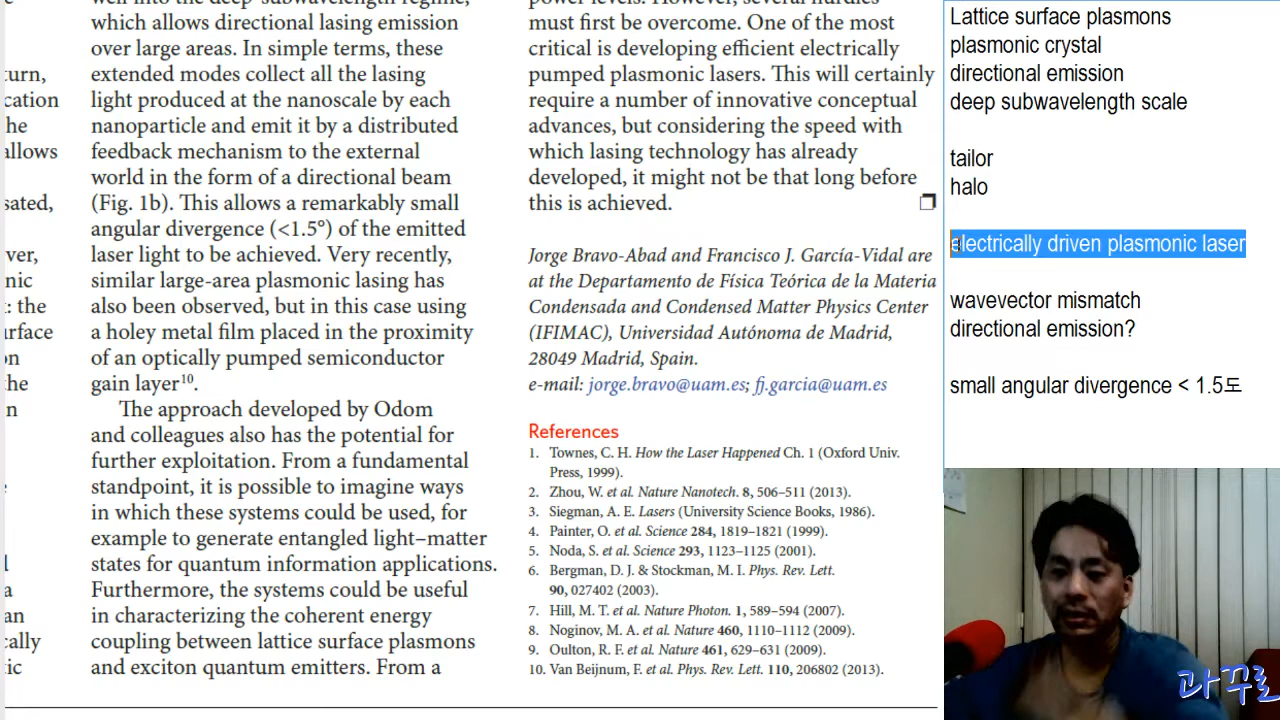 turn,
cation
he
allows
sated,
ver,
nic
: the
urface
on
the
n
a
an
cally
tic
well into the deep-subwavelength regime,
which allows directional lasing emission
over large areas. In simple terms, these
extended modes collect all the lasing
light produced at the nanoscale by each
nanoparticle and emit it by a distributed
feedback mechanism to the external
world in the form of a directional beam
(Fig. 1b). This allows a remarkably small
angular divergence (<1.5°) of the emitted
laser light to be achieved. Very recently,
similar large-area plasmonic lasing has
also been observed, but in this case using
a holey metal film placed in the proximity
of an optically pumped semiconductor
gain layer¹⁰.
The approach developed by Odom
and colleagues also has the potential for
further exploitation. From a fundamental
standpoint, it is possible to imagine ways
in which these systems could be used, for
example to generate entangled light–matter
states for quantum information applications.
Furthermore, the systems could be useful
in characterizing the coherent energy
coupling between lattice surface plasmons
and exciton quantum emitters. From a
power levels. However, several hurdles
must first be overcome. One of the most
critical is developing efficient electrically
pumped plasmonic lasers. This will certainly
require a number of innovative conceptual
advances, but considering the speed with
which lasing technology has already
developed, it might not be that long before
this is achieved.
Jorge Bravo-Abad and Francisco J. García-Vidal are
at the Departamento de Física Teórica de la Materia
Condensada and Condensed Matter Physics Center
(IFIMAC), Universidad Autónoma de Madrid,
28049 Madrid, Spain.
e-mail: jorge.bravo@uam.es; fj.garcia@uam.es
References
1. Townes, C. H. How the Laser Happened Ch. 1 (Oxford Univ.
Press, 1999).
2. Zhou, W. et al. Nature Nanotech. 8, 506–511 (2013).
3. Siegman, A. E. Lasers (University Science Books, 1986).
4. Painter, O. et al. Science 284, 1819–1821 (1999).
5. Noda, S. et al. Science 293, 1123–1125 (2001).
6. Bergman, D. J. & Stockman, M. I. Phys. Rev. Lett.
90, 027402 (2003).
7. Hill, M. T. et al. Nature Photon. 1, 589–594 (2007).
8. Noginov, M. A. et al. Nature 460, 1110–1112 (2009).
9. Oulton, R. F. et al. Nature 461, 629–631 (2009).
10. Van Beijnum, F. et al. Phys. Rev. Lett. 110, 206802 (2013).
Lattice surface plasmons
plasmonic crystal
directional emission
deep subwavelength scale
tailor
halo
electrically driven plasmonic laser
wavevector mismatch
directional emission?
small angular divergence < 1.5도
과꾸로